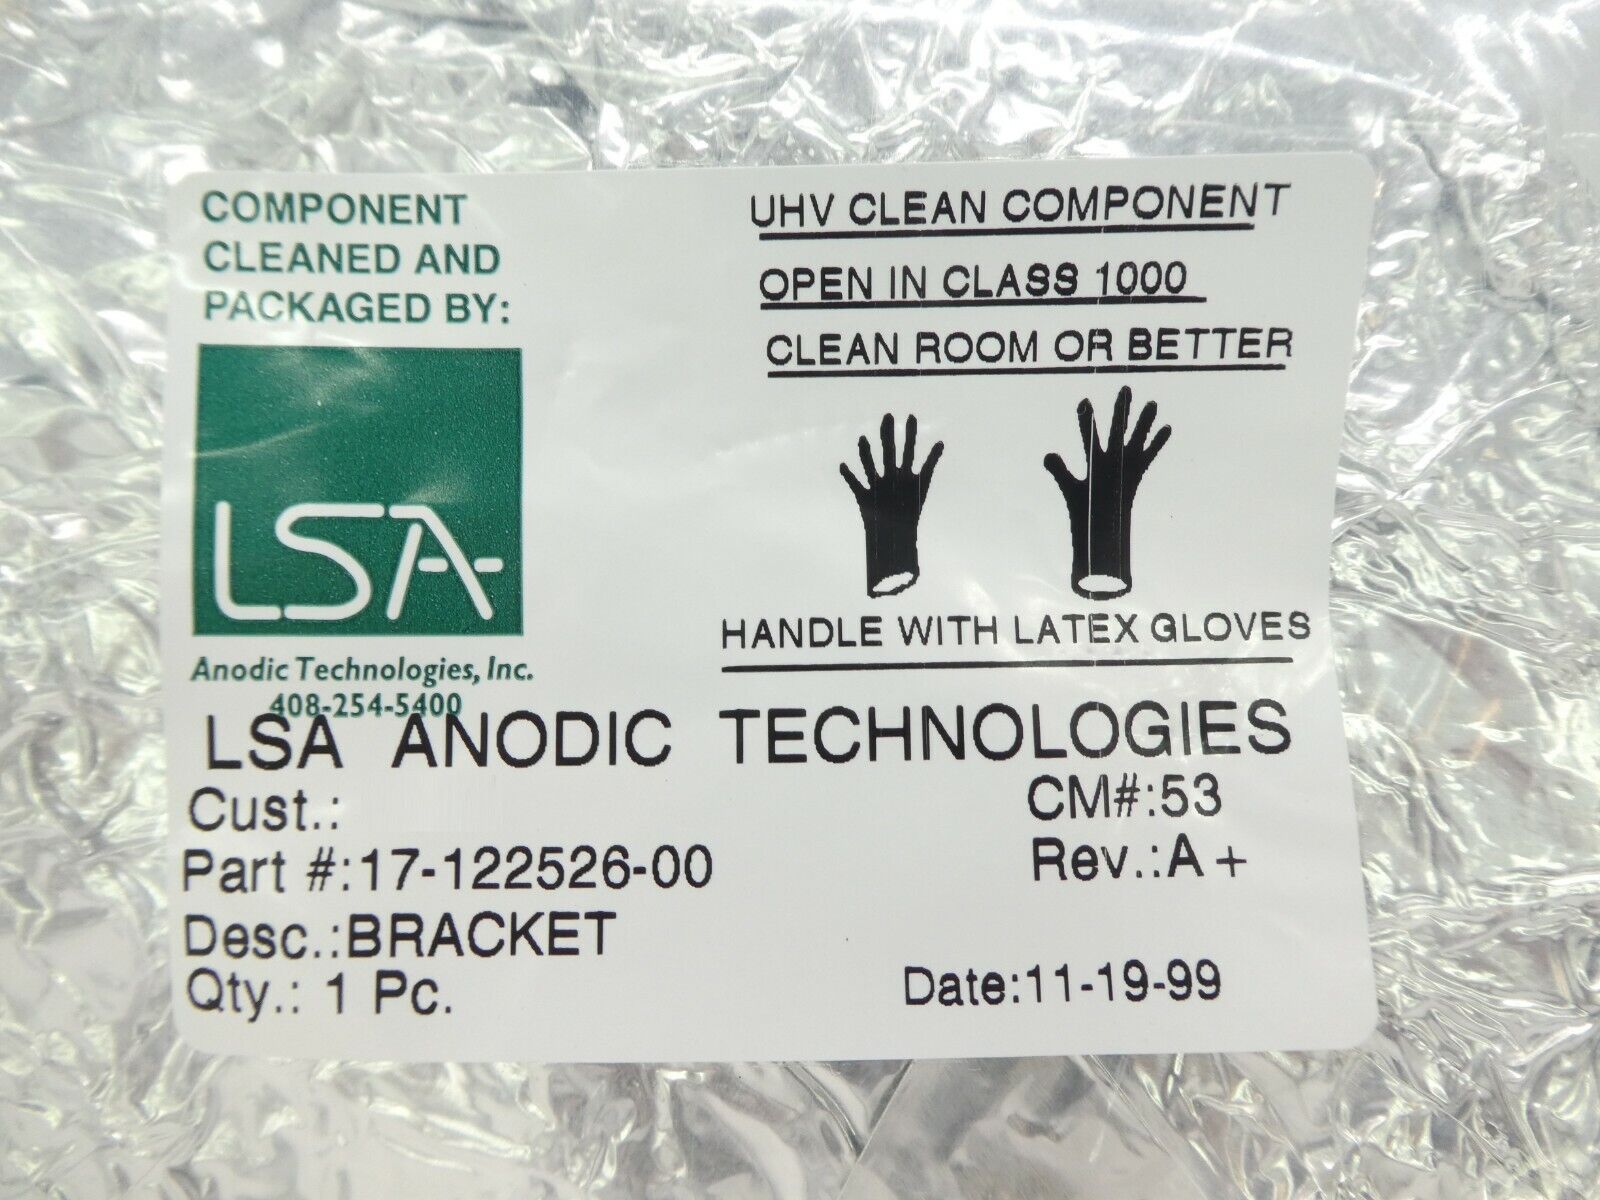 COMPONENT
CLEANED AND
PACKAGED BY:
LSA
Anodic Technologies, Inc.
408-254-5400
UHV CLEAN COMPONENT
OPEN IN CLASS 1000
CLEAN ROOM OR BETTER
HANDLE WITH LATEX GLOVES
LSA ANODIC TECHNOLOGIES
Cust.:
CM#:53
Part #:17-122526-00
Rev.:A+
Desc.:BRACKET
Qty.: 1 Pc.
Date:11-19-99